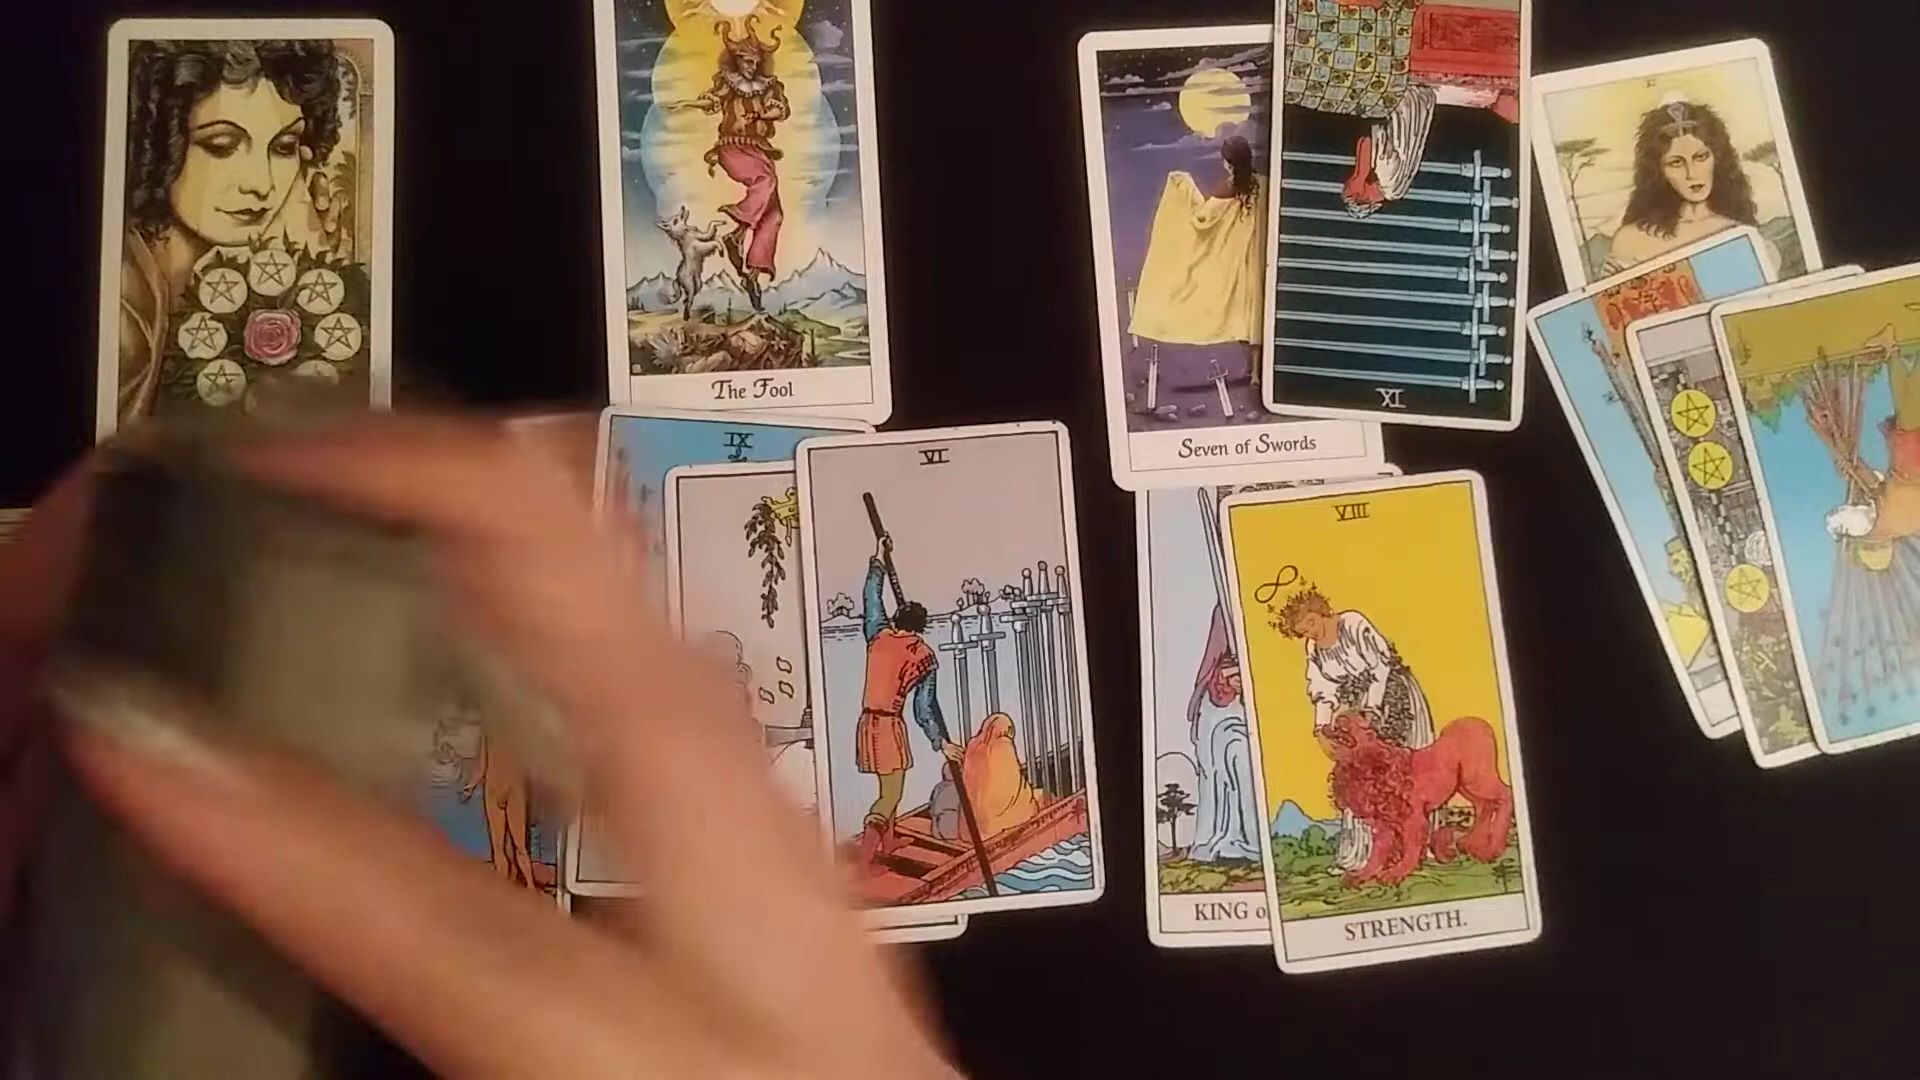 The Fool
Seven of Swords
XI
IX
VI
VIII
KING O
STRENGTH.